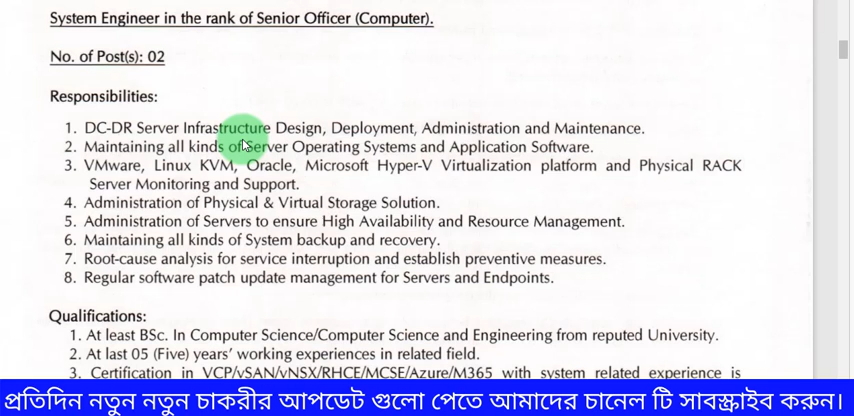 System Engineer in the rank of Senior Officer (Computer).
No. of Post(s): 02
Responsibilities:
1. DC-DR Server Infrastructure Design, Deployment, Administration and Maintenance.
2. Maintaining all kinds of Server Operating Systems and Application Software.
3. VMware, Linux KVM, Oracle, Microsoft Hyper-V Virtualization platform and Physical RACK
Server Monitoring and Support.
4. Administration of Physical & Virtual Storage Solution.
5. Administration of Servers to ensure High Availability and Resource Management.
6. Maintaining all kinds of System backup and recovery.
7. Root-cause analysis for service interruption and establish preventive measures.
8. Regular software patch update management for Servers and Endpoints.
Qualifications:
1. At least BSc. In Computer Science/Computer Science and Engineering from reputed University.
2. At last 05 (Five) years' working experiences in related field.
3. Certification in VCP/vSAN/vNSX/RHCE/MCSE/Azure/M365 with system related experience is
প্রতিদিন নতুন নতুন চাকরীর আপডেট গুলো পেতে আমাদের চানেল টি সাবস্ক্রাইব করুন।